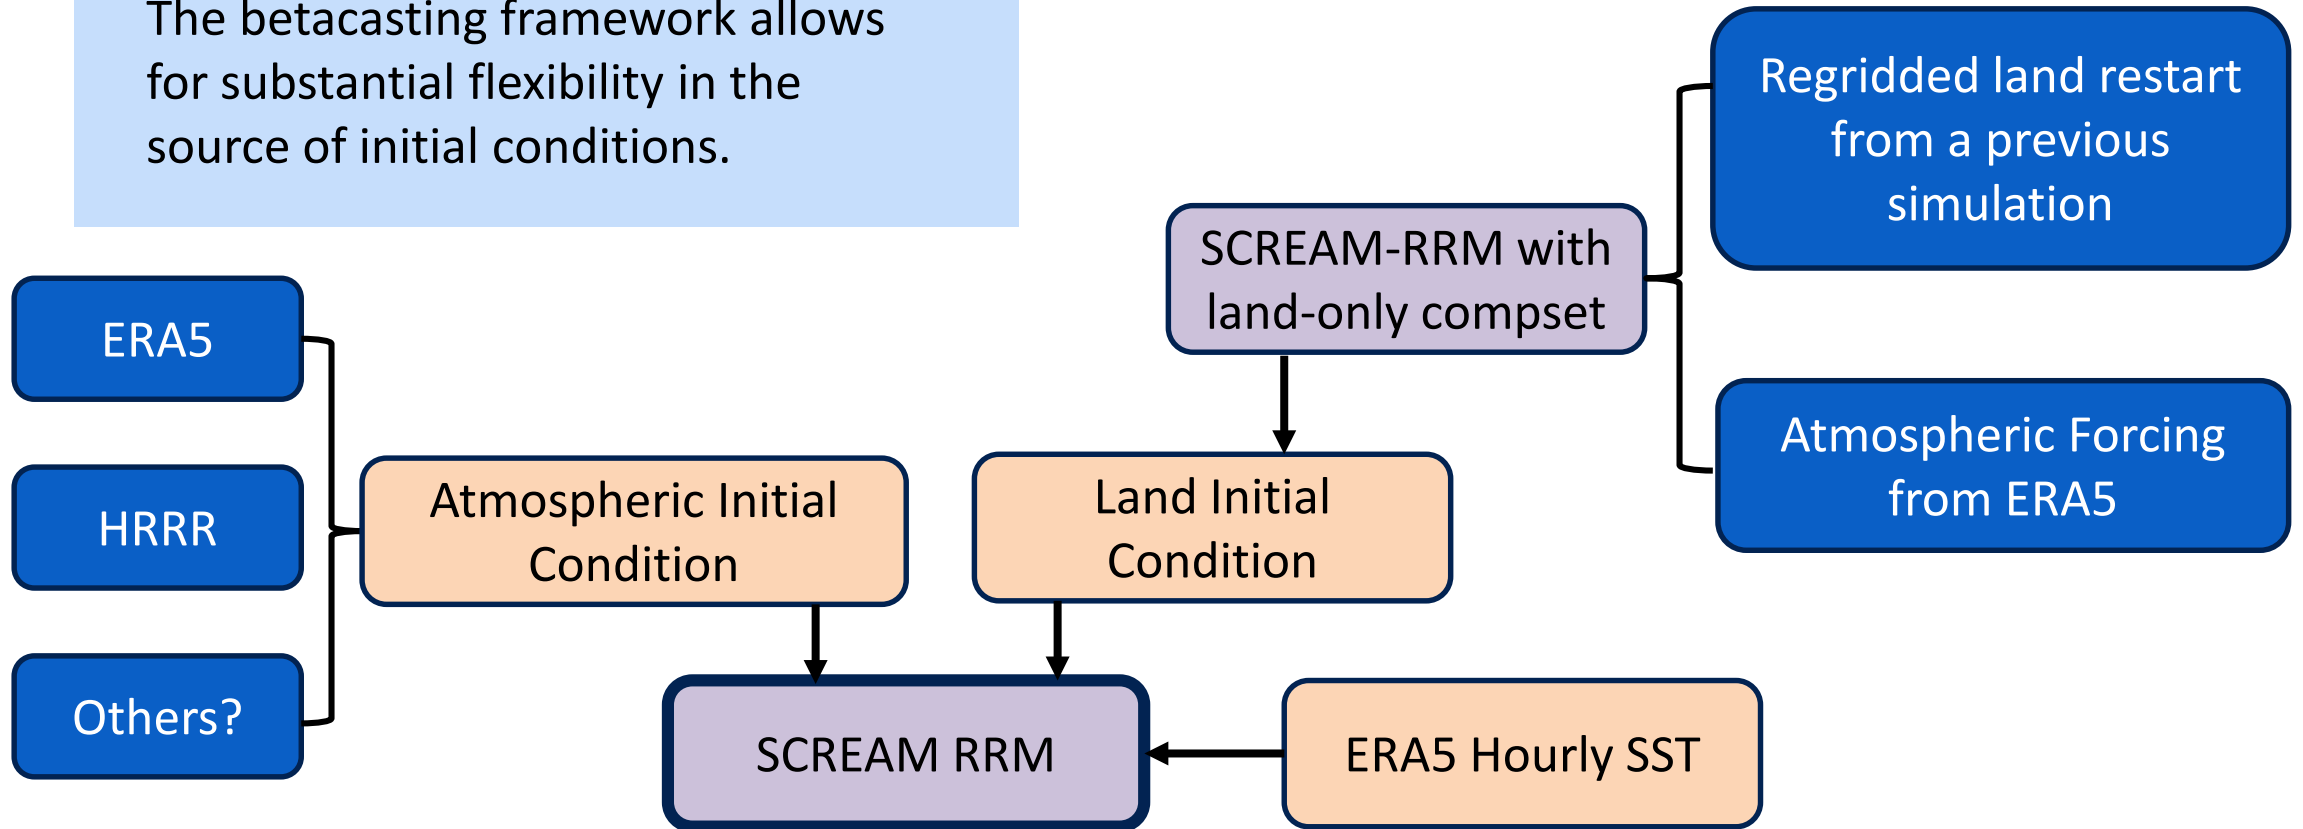 The betacasting framework allows
for substantial flexibility in the
source of initial conditions.
Regridded land restart
from a previous
simulation
SCREAM-RRM with
land-only compset
ERA5
Atmospheric Forcing
from ERA5
HRRR
Atmospheric Initial
Condition
Land Initial
Condition
Others?
SCREAM RRM
ERA5 Hourly SST